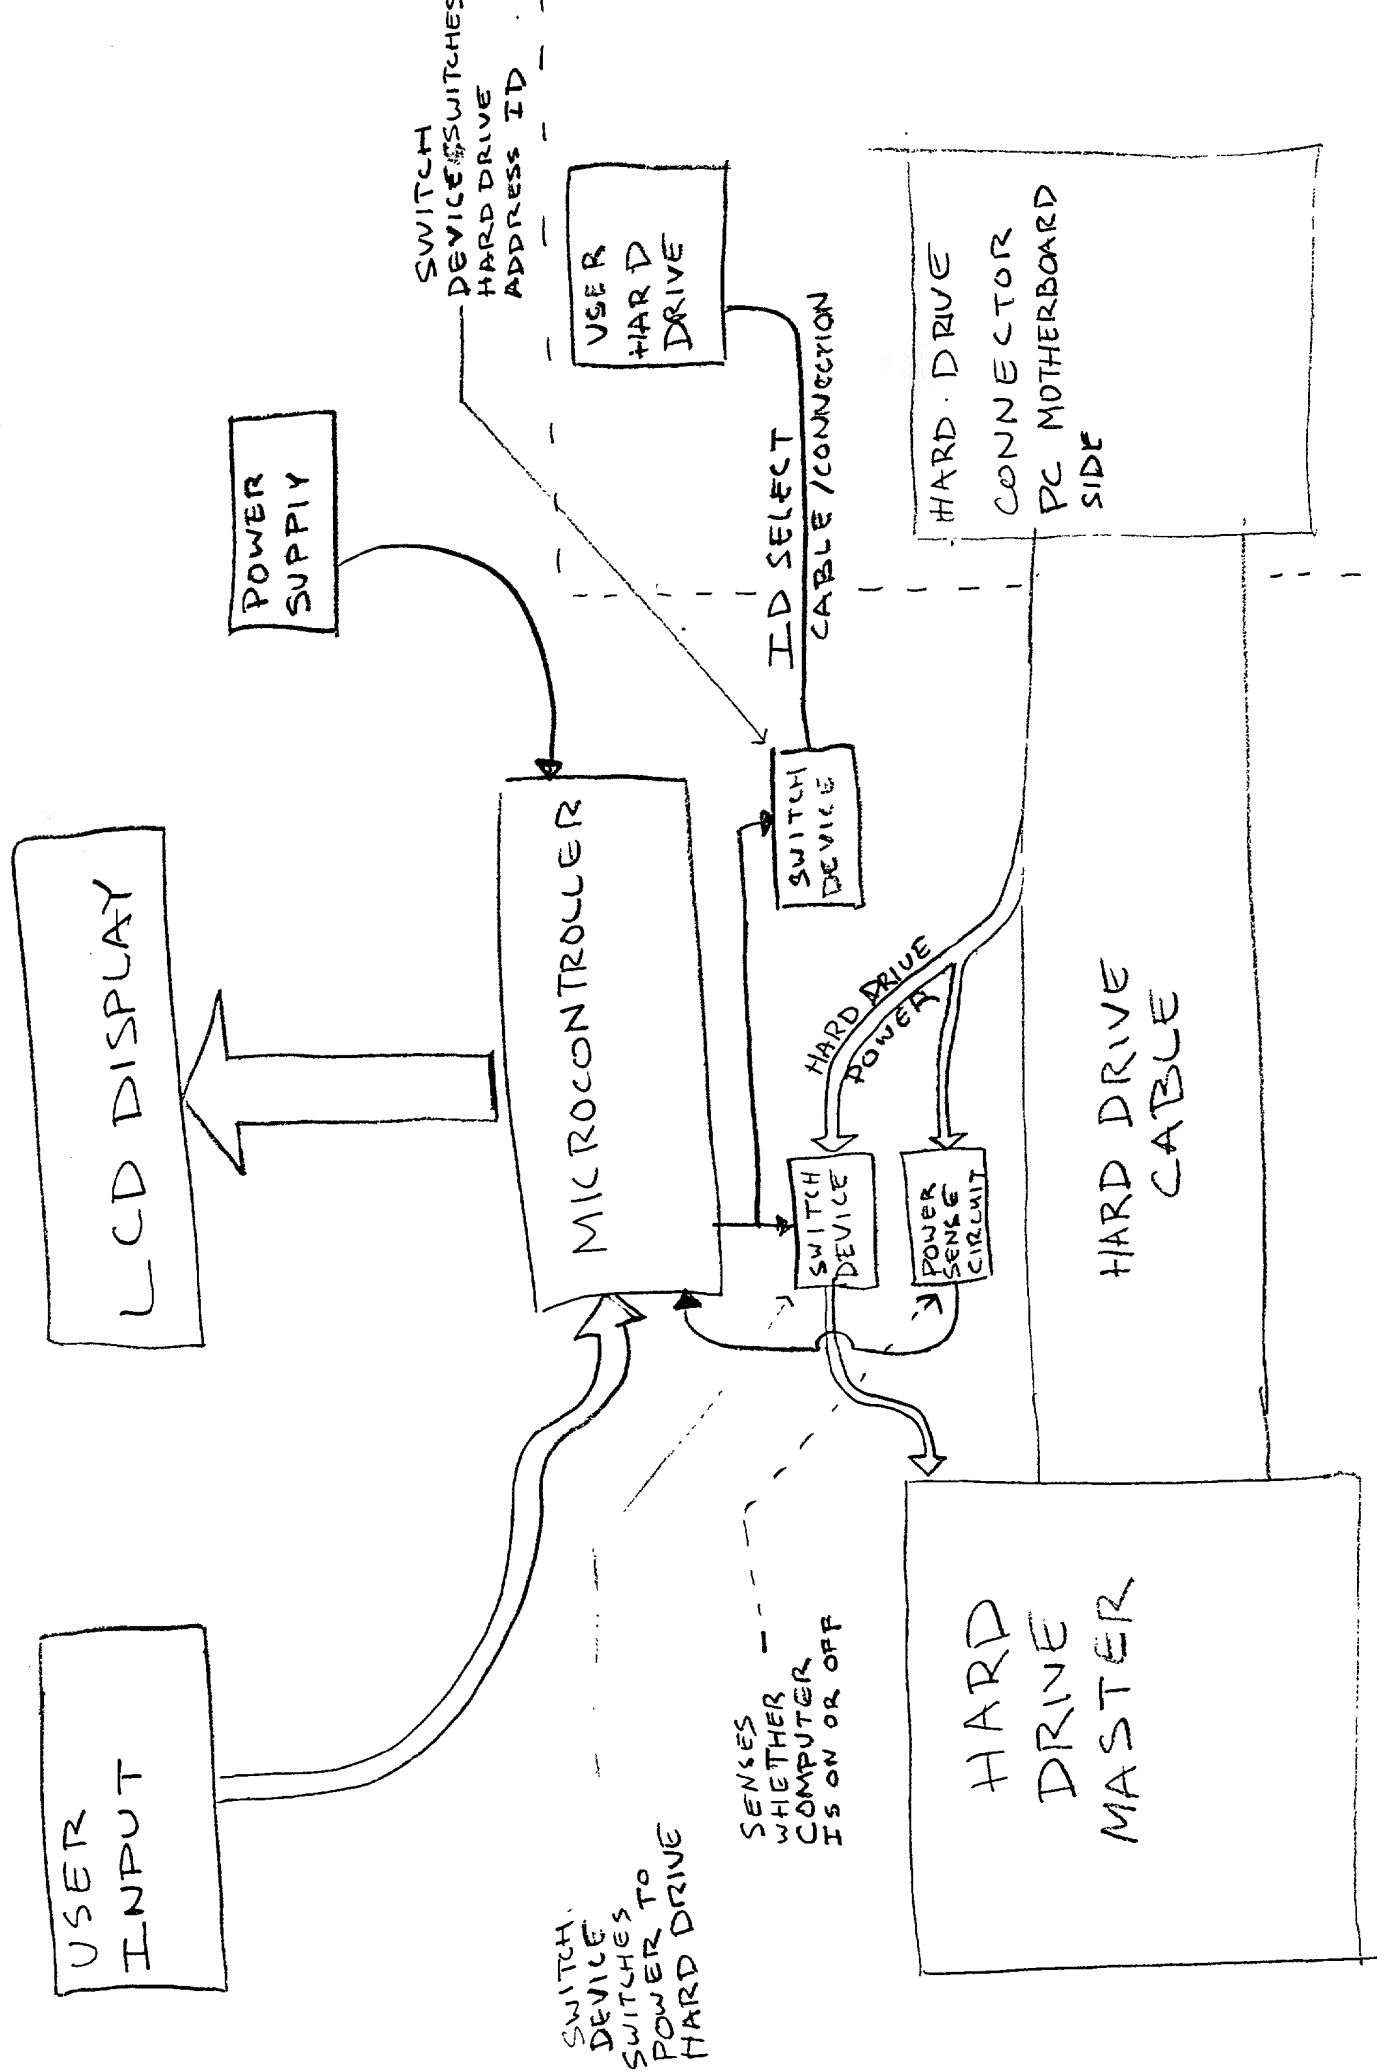 USER
INPUT
LCD DISPLAY
POWER
SUPPLY
SWITCH
DEVICE SWITCHES
HARD DRIVE
ADDRESS ID
MICROCONTROLLER
USER
HARD
DRIVE
SWITCH
DEVICE
SWITCHES
POWER TO
HARD DRIVE
SWITCH
DEVICE
ID SELECT
CABLE/CONNECTION
SENSES
WHETHER
COMPUTER
IS ON OR OFF
SWITCH
DEVICE
HARD DRIVE
POWER
POWER
SENSE
CIRCUIT
HARD
DRIVE
MASTER
HARD DRIVE
CABLE
HARD DRIVE
CONNECTOR
PC MOTHERBOARD
SIDE